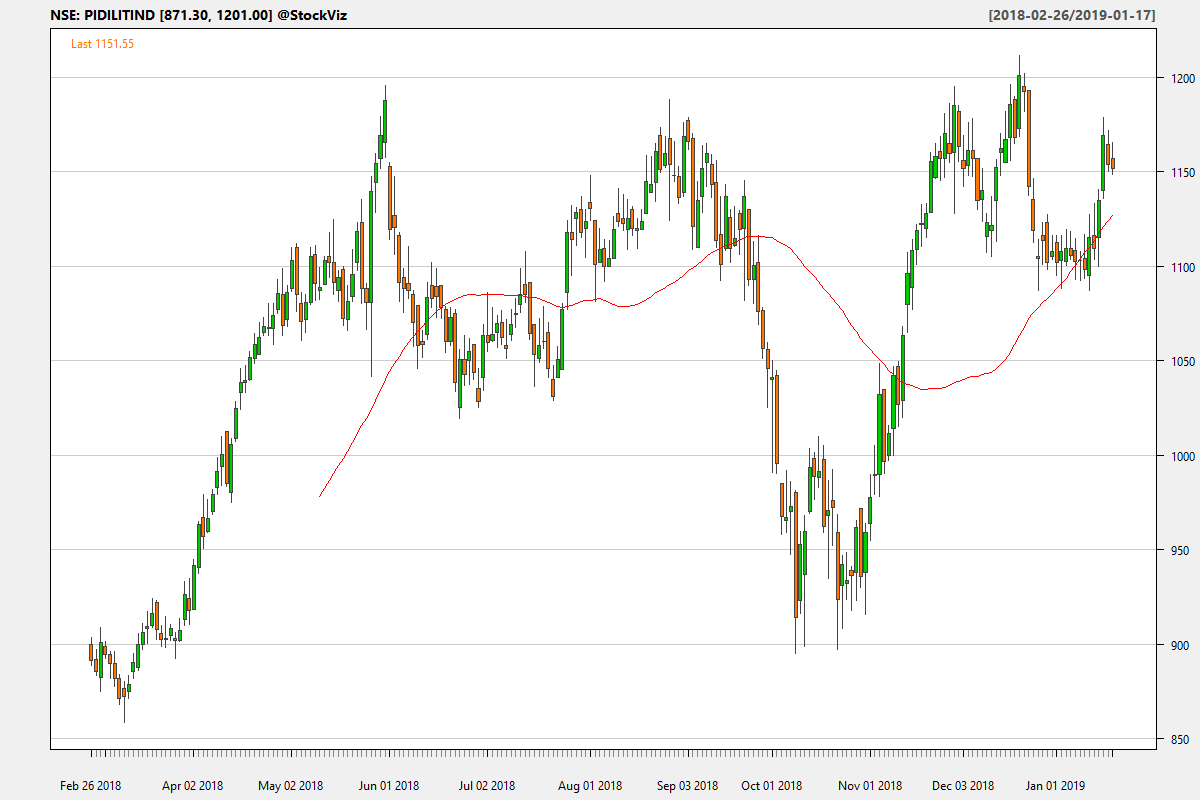 NSE: PIDILITIND [871.30, 1201.00] @StockViz [2018-02-26/2019-01-17]
Last 1151.55
1200
1150
1100
1050
1000
950
900
850
Feb 26 2018 Apr 02 2018 May 02 2018 Jun 01 2018 Jul 02 2018 Aug 01 2018 Sep 03 2018 Oct 01 2018 Nov 01 2018 Dec 03 2018 Jan 01 2019